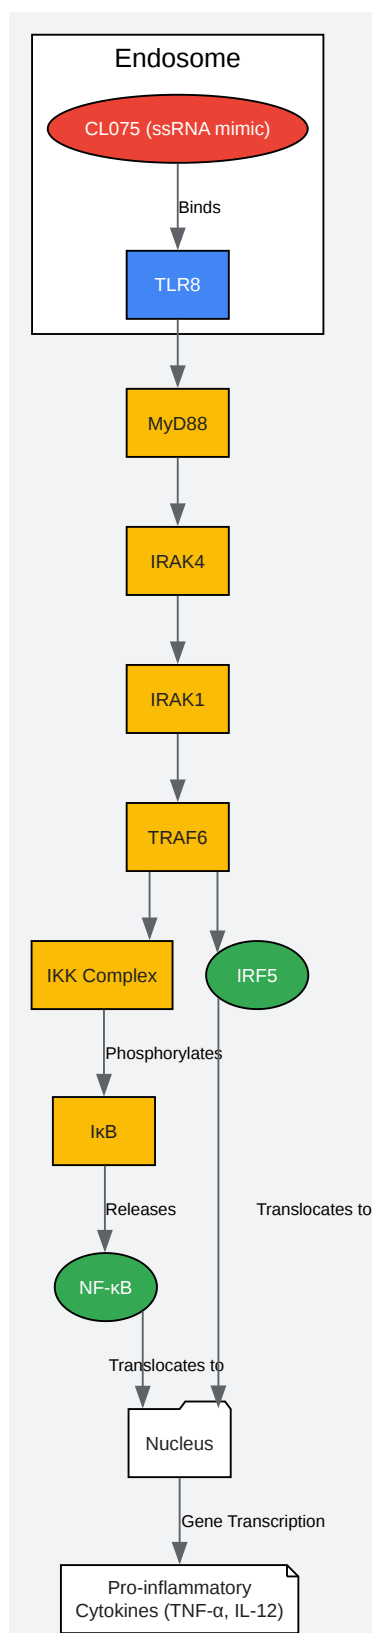 Endosome
CL075 (ssRNA mimic)
Binds
TLR8
MyD88
IRAK4
IRAK1
TRAF6
IKK Complex
IRF5
Phosphorylates
IκB
Releases
Translocates to
NF-κB
Translocates to
Nucleus
Gene Transcription
Pro-inflammatory
Cytokines (TNF-α, IL-12)